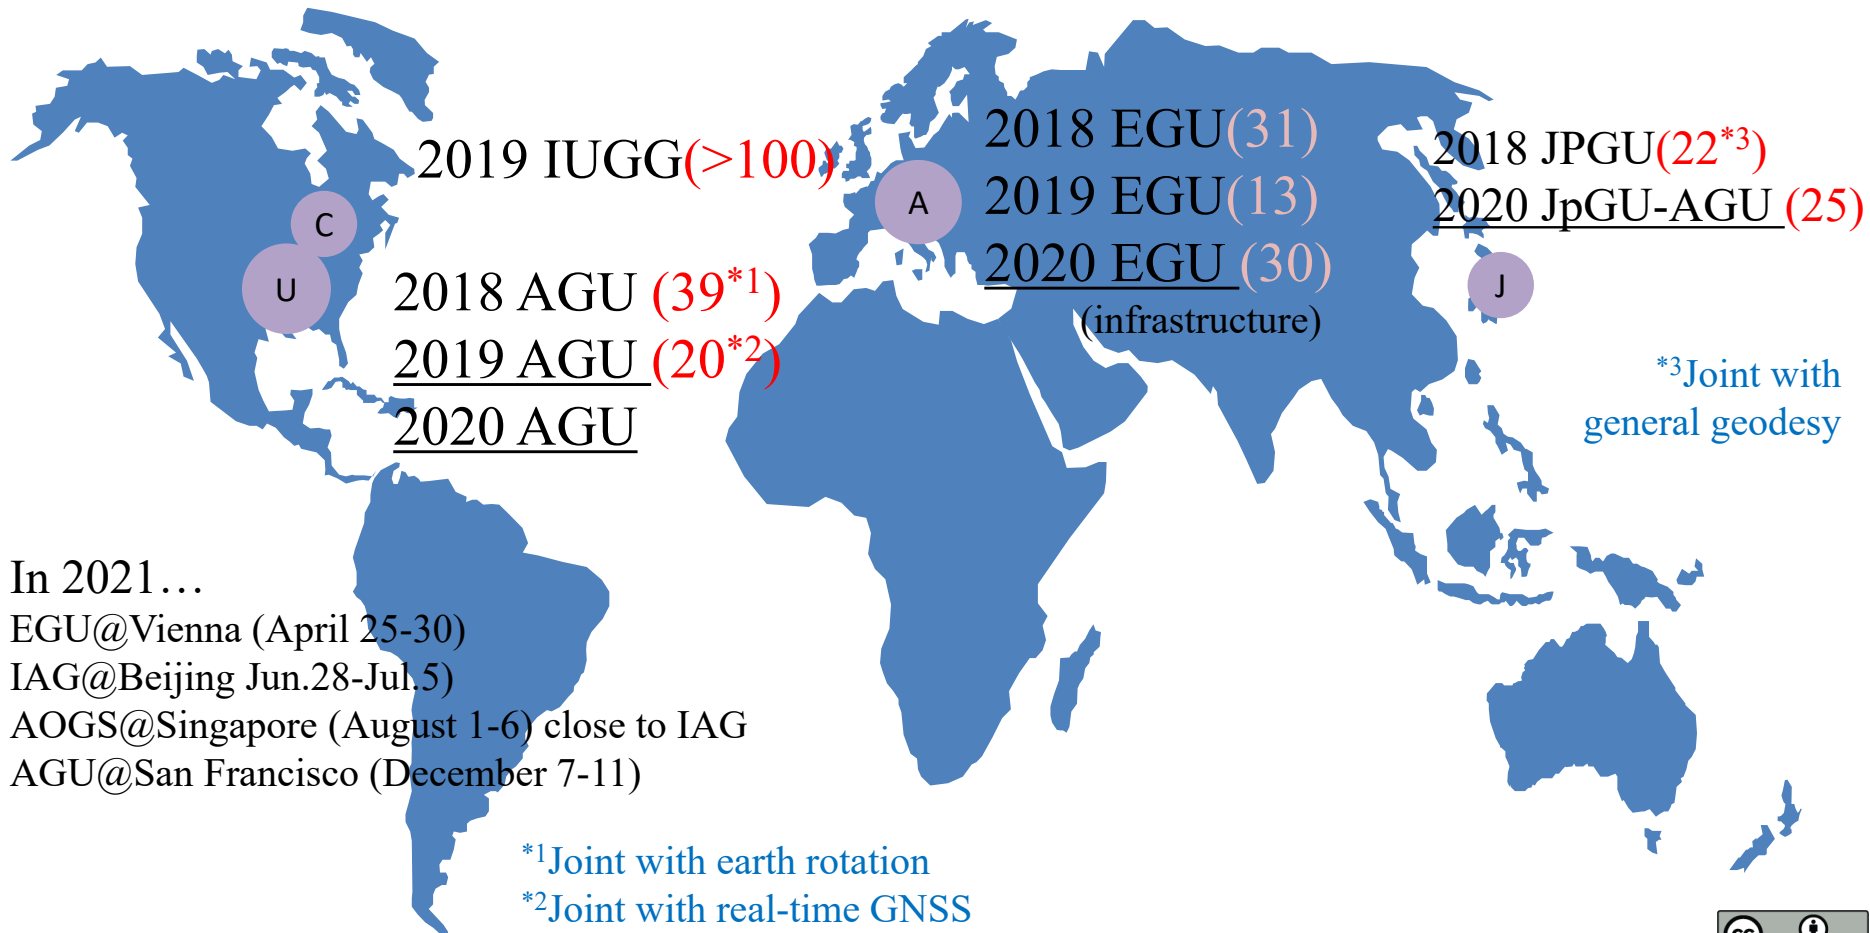 2019 IUGG(>100)
C
U
2018 AGU (39*1)
2019 AGU (20*2)
2020 AGU
A
2018 EGU(31)
2019 EGU(13)
2020 EGU (30)
(infrastructure)
2018 JPGU(22*3)
2020 JpGU-AGU (25)
J
*3Joint with
general geodesy
In 2021…
EGU@Vienna (April 25-30)
IAG@Beijing Jun.28-Jul.5)
AOGS@Singapore (August 1-6) close to IAG
AGU@San Francisco (December 7-11)
*1Joint with earth rotation
*2Joint with real-time GNSS
cc